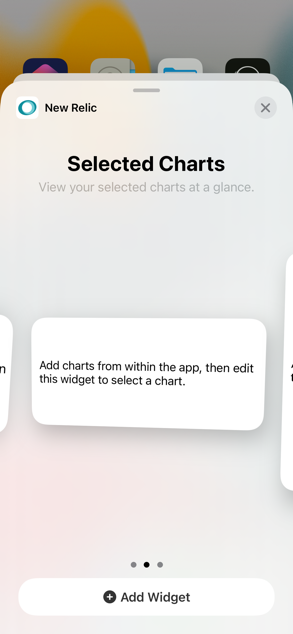 New Relic
Selected Charts
View your selected charts at a glance.
Add charts from within the app, then edit
this widget to select a chart.
Add Widget